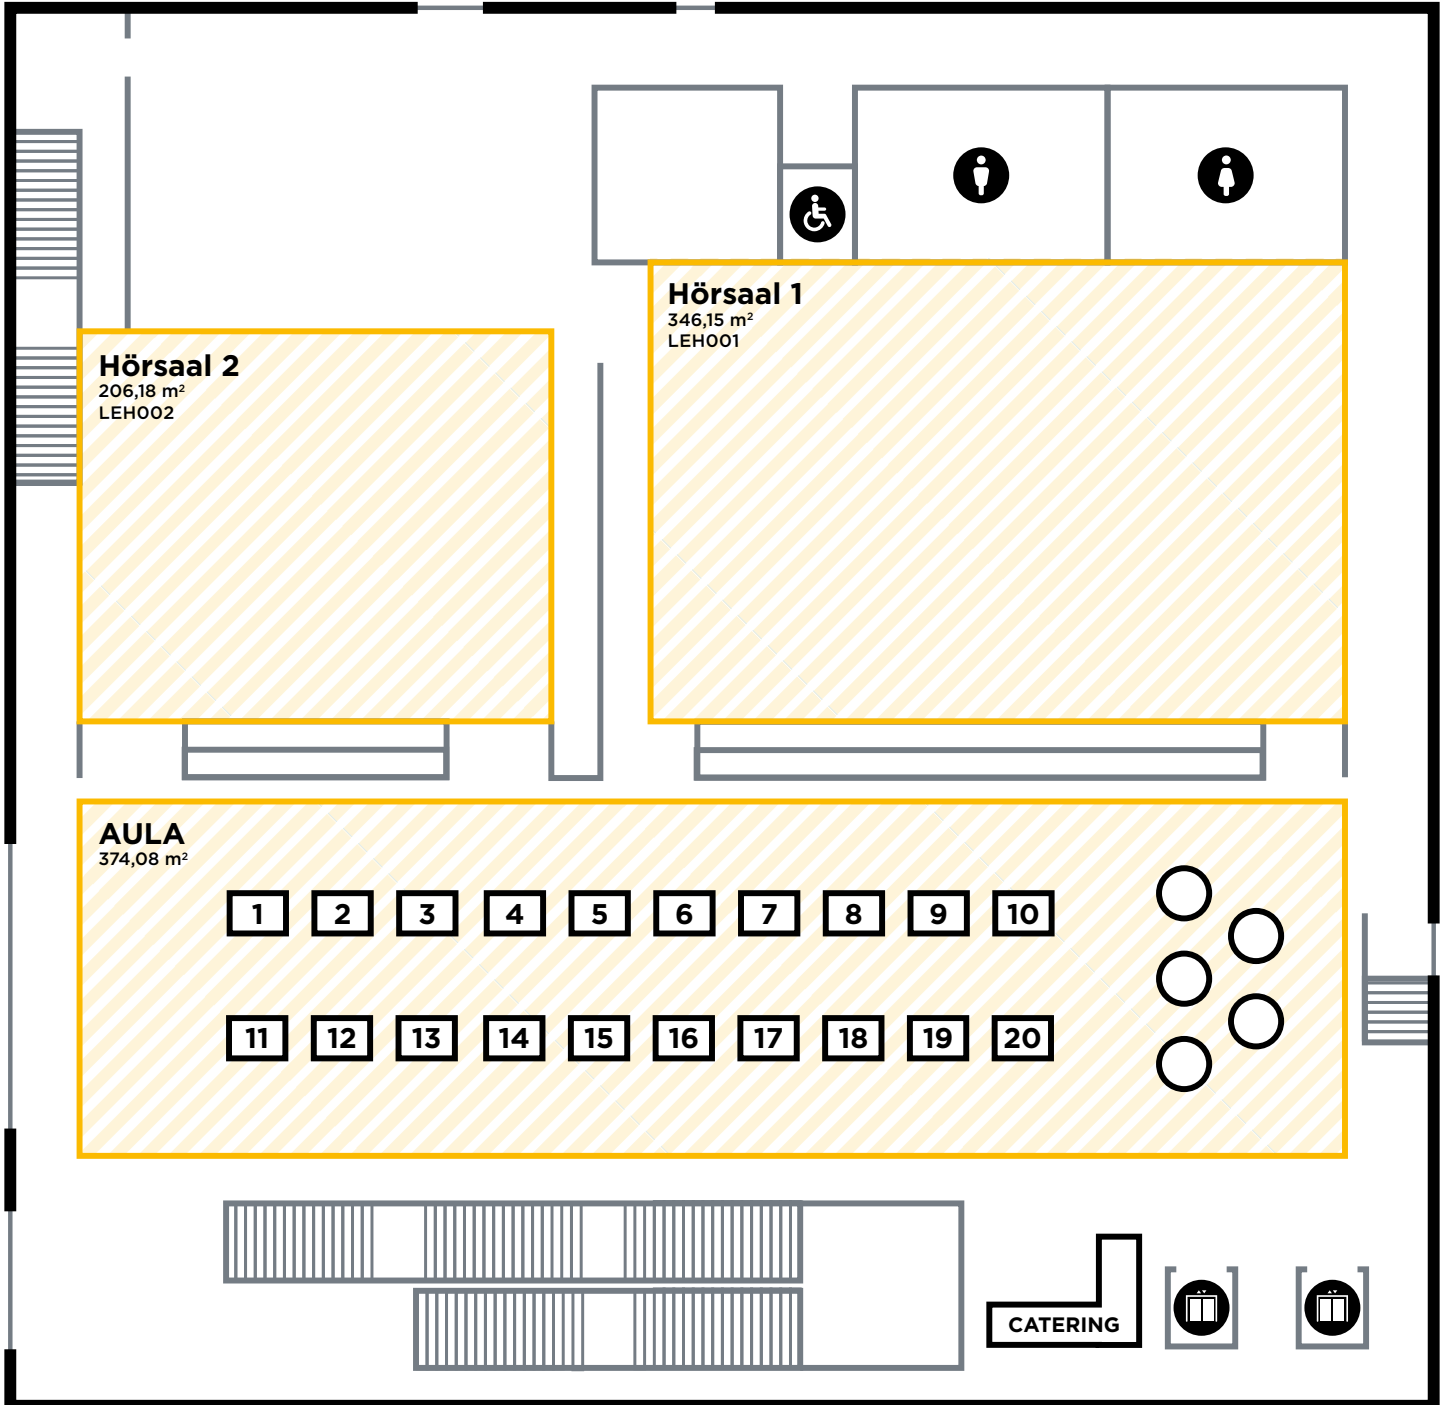 Hörsaal 1
346,15 m²
LEH001
Hörsaal 2
206,18 m²
LEH002
AULA
374,08 m²
1 2 3 4 5 6 7 8 9 10
11 12 13 14 15 16 17 18 19 20
CATERING